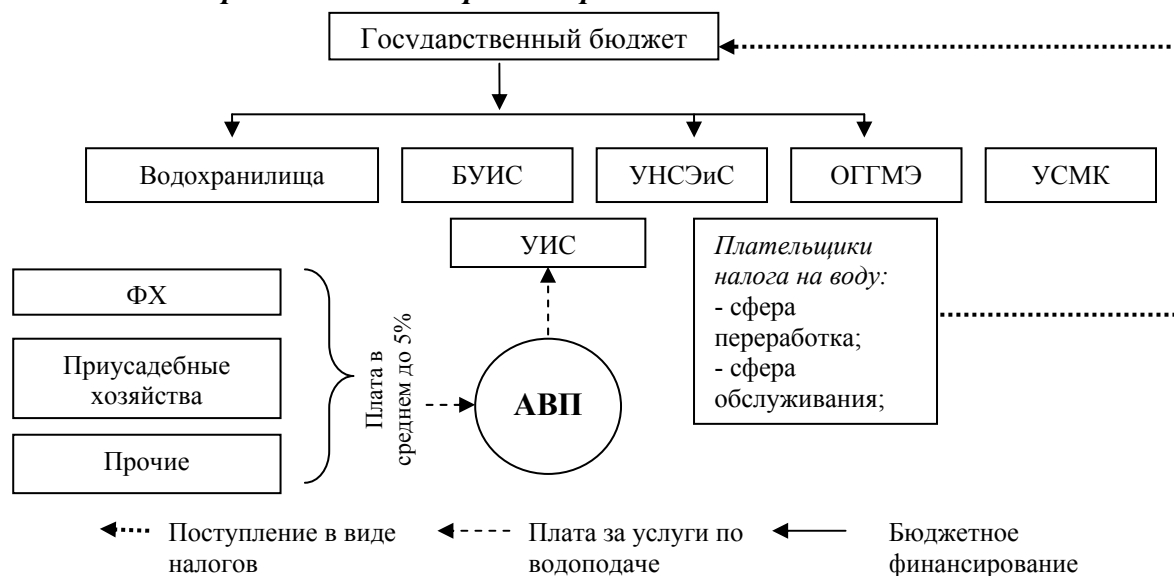 Государственный бюджет
Водохранилища
БУИС
УНСЭиС
ОГГМЭ
УСМК
УИС
Плательщики
налога на воду:
- сфера
переработка;
- сфера
обслуживания;
ФХ
Приусадебные
хозяйства
Прочие
Плата в
среднем до 5%
АВП
Поступление в виде
налогов
Плата за услуги по
водоподаче
Бюджетное
финансирование